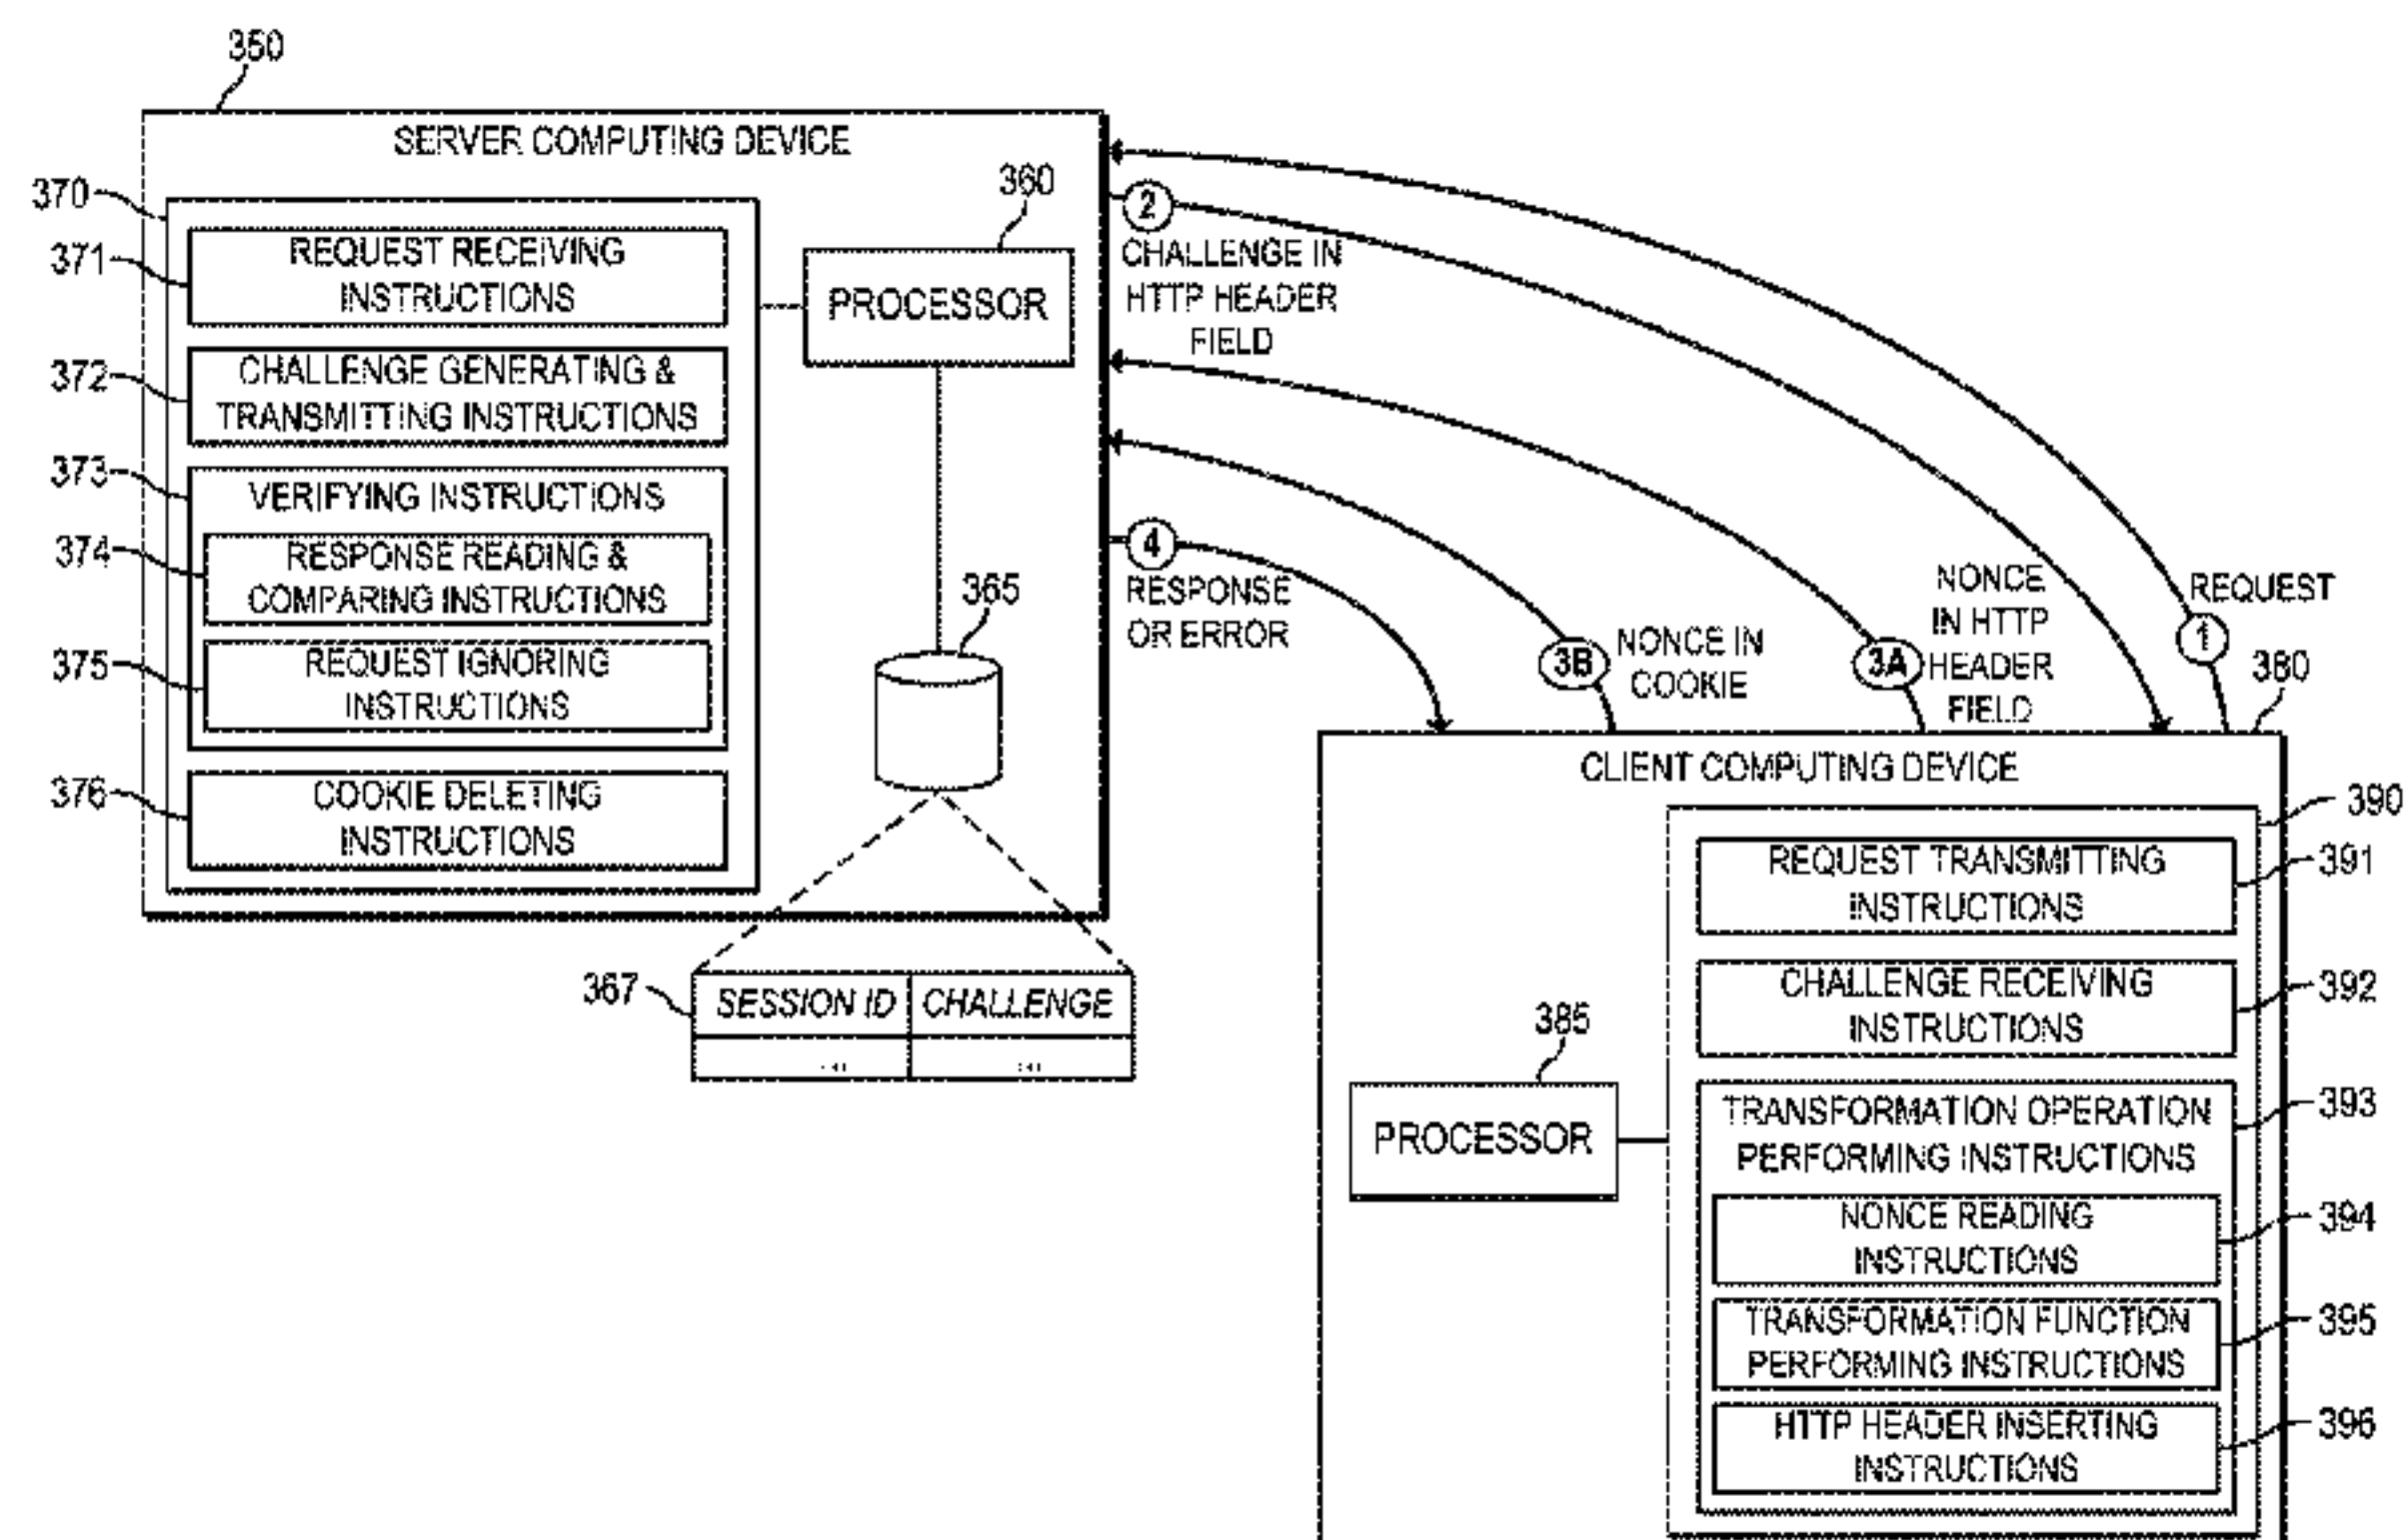 350
SERVER COMPUTING DEVICE
370
360
371
REQUEST RECEIVING
INSTRUCTIONS
PROCESSOR
372
CHALLENGE GENERATING &
TRANSMITTING INSTRUCTIONS
373
VERIFYING INSTRUCTIONS
374
RESPONSE READING &
COMPARING INSTRUCTIONS
375
REQUEST IGNORING
INSTRUCTIONS
376
COOKIE DELETING
INSTRUCTIONS
365
367
SESSION ID
CHALLENGE
...
...
2
CHALLENGE IN
HTTP HEADER
FIELD
4
RESPONSE
OR ERROR
3B
NONCE IN
COOKIE
3A
NONCE
IN HTTP
HEADER
FIELD
REQUEST
1
380
CLIENT COMPUTING DEVICE
390
385
PROCESSOR
REQUEST TRANSMITTING
INSTRUCTIONS
391
CHALLENGE RECEIVING
INSTRUCTIONS
392
TRANSFORMATION OPERATION
PERFORMING INSTRUCTIONS
393
NONCE READING
INSTRUCTIONS
394
TRANSFORMATION FUNCTION
PERFORMING INSTRUCTIONS
395
HTTP HEADER INSERTING
INSTRUCTIONS
396